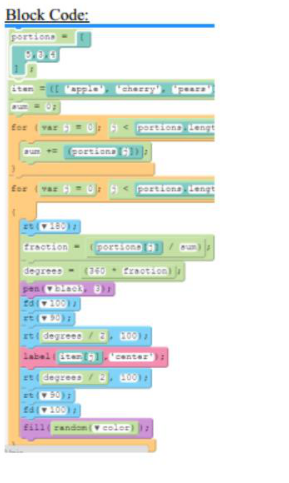 Block Code:
portions = [
5 3 4
] ;
item = [[ 'apple', 'cherry', 'pears'
sum = 0;
for ( var j = 0; j < portions.lengt
sum += (portions[j]);
}
for ( var j = 0; j < portions.lengt
{
rt(▼180);
fraction = (portions[j] / sum);
degrees = (360 * fraction);
pen(▼black, 3);
fd(▼100);
rt(▼90);
rt( degrees / 2, 100);
label( item[j], 'center');
rt( degrees / 2, 100);
rt(▼90);
fd(▼100);
fill( random(▼color) );
}